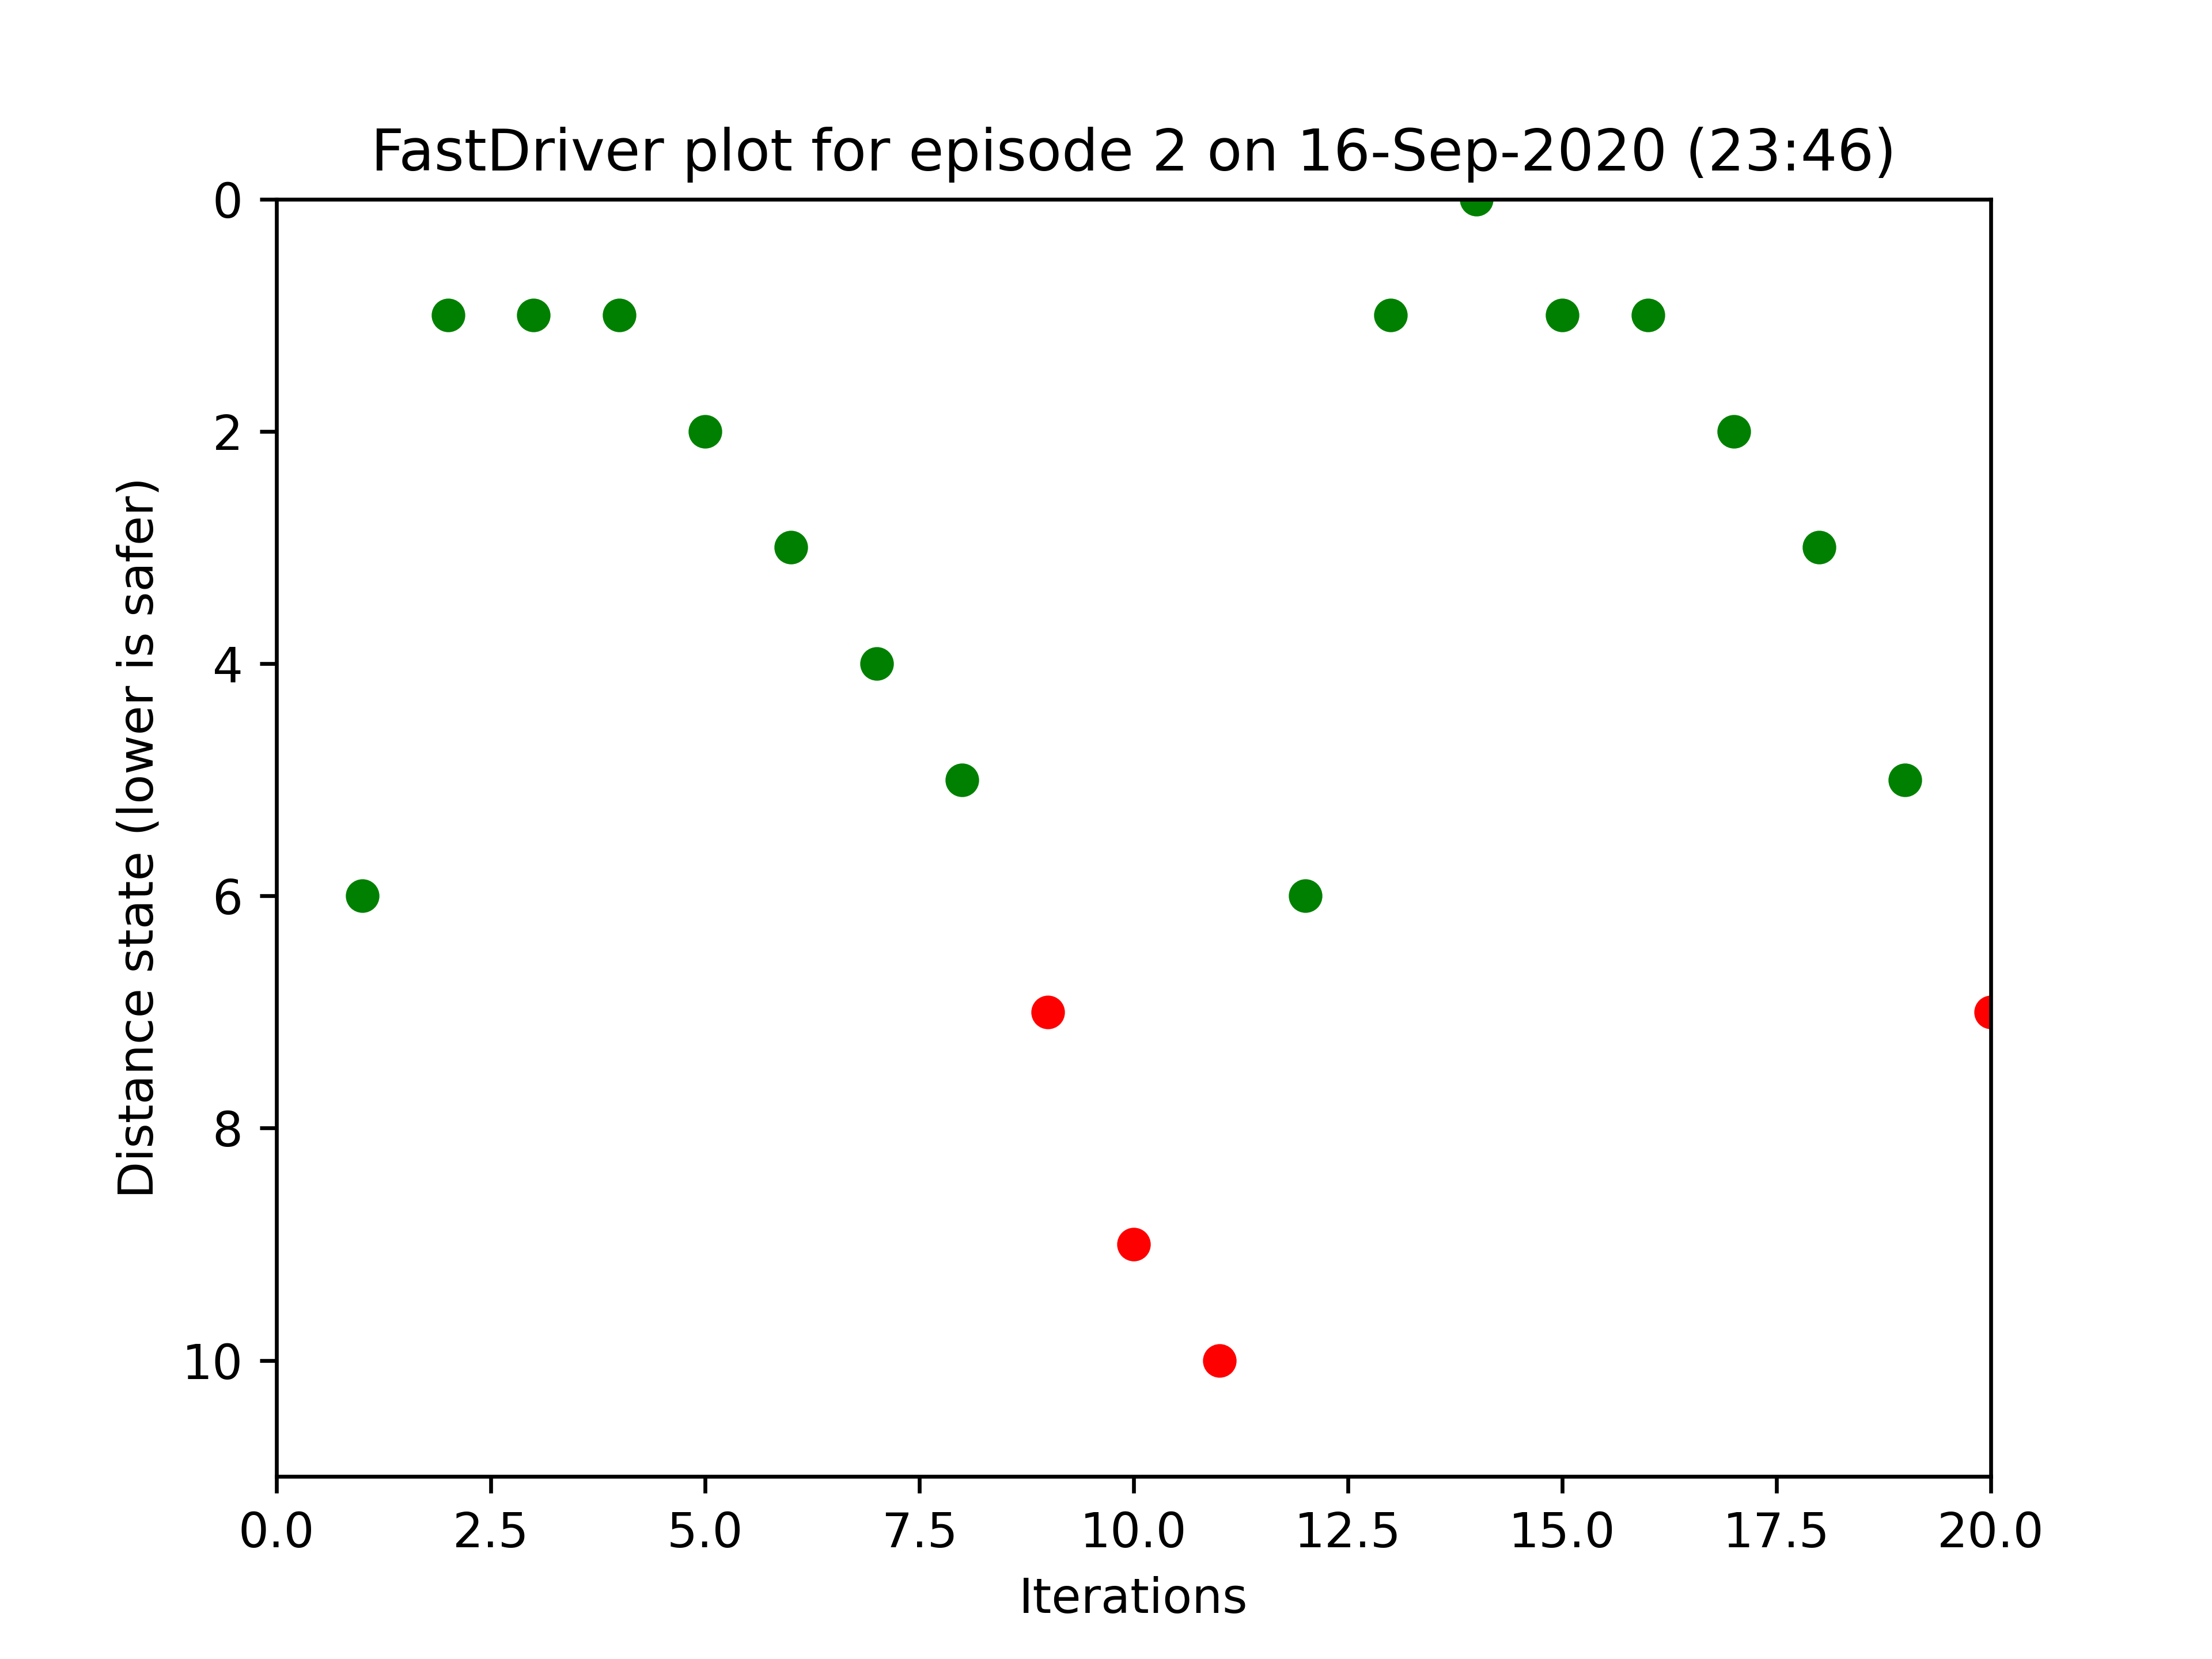 FastDriver plot for episode 2 on 16-Sep-2020 (23:46)
0
2
4
6
8
10
Distance state (lower is safer)
0.0 2.5 5.0 7.5 10.0 12.5 15.0 17.5 20.0
Iterations